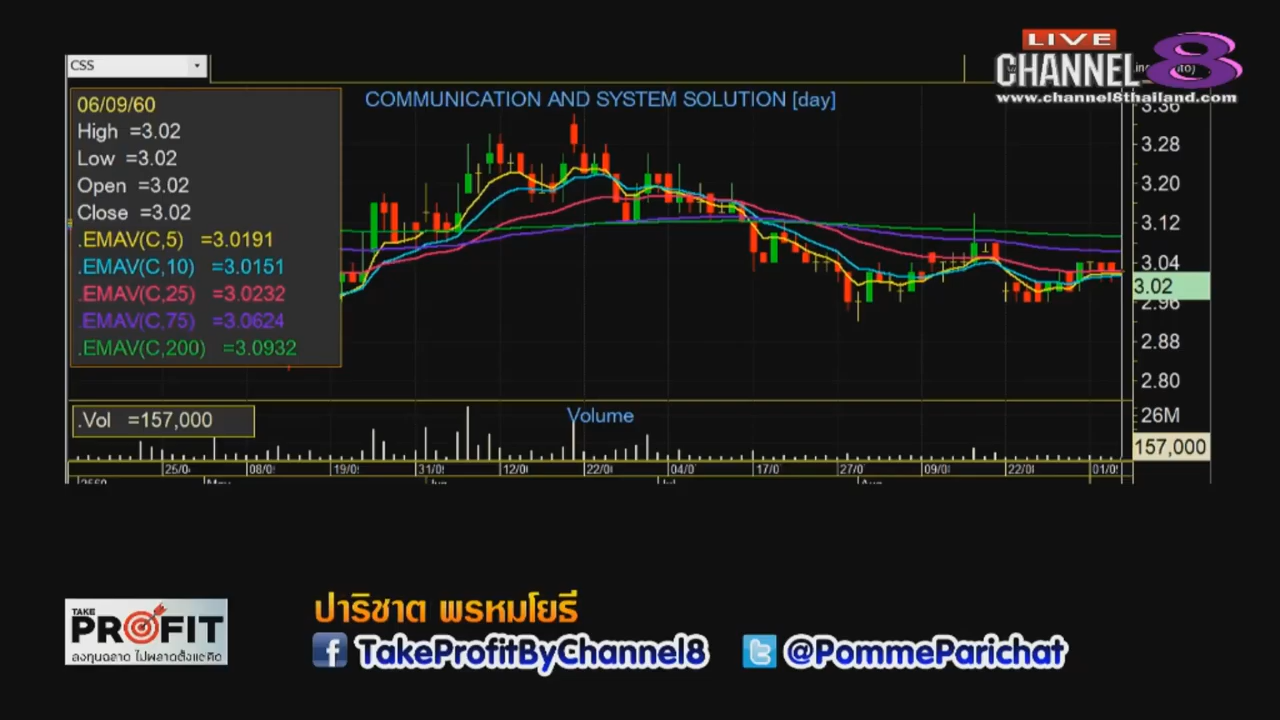 LIVE
CHANNEL 8
www.channel8thailand.com
CSS
06/09/60
High =3.02
Low =3.02
Open =3.02
Close =3.02
.EMAV(C,5) =3.0191
.EMAV(C,10) =3.0151
.EMAV(C,25) =3.0232
.EMAV(C,75) =3.0624
.EMAV(C,200) =3.0932
COMMUNICATION AND SYSTEM SOLUTION [day]
3.36
3.28
3.20
3.12
3.04
3.02
2.96
2.88
2.80
.Vol =157,000
Volume
26M
157,000
25/0
08/0
19/0
31/0
12/0
22/0
04/0
17/0
27/0
09/0
22/0
01/0
TAKE
PROFIT
ลงทุนฉลาด ไม่พลาดตั้งแต่คิด
ปาริชาต พรหมโยธี
TakeProfitByChannel8
@PommeParichat